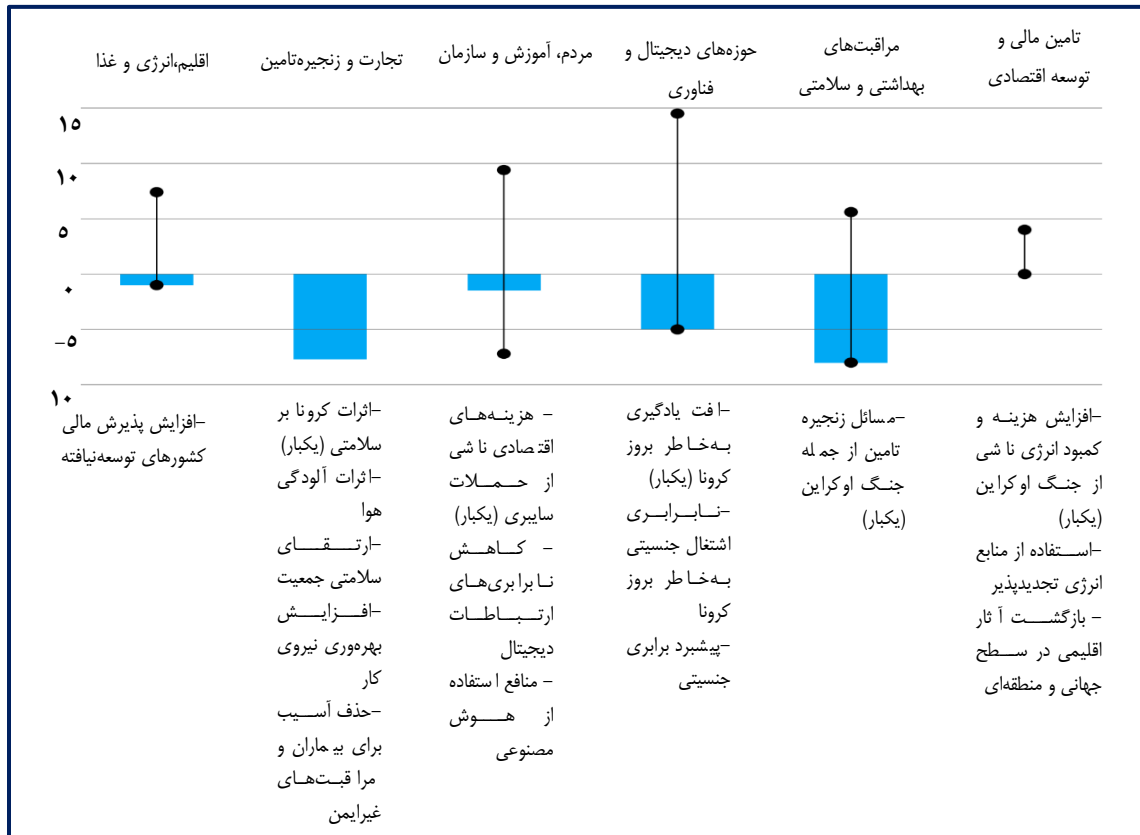 تامین مالی و
توسعه اقتصادی
مراقبت‌های
بهداشتی و سلامتی
حوزه‌های دیجیتال و
فناوری
مردم، آموزش و سازمان
تجارت و زنجیره‌تامین
اقلیم،انرژی و غذا
۱۵
۱۰
۵
۰
-۵
۱۰
-افزایش هزینه و
کمبود انرژی ناشی
از جنگ اوکراین
(یکبار)
-استفاده از منابع
انرژی تجدیدپذیر
- بازگشت آثار
اقلیمی در سطح
جهانی و منطقه‌ای
-مسائل زنجیره
تامین از جمله
جنگ اوکراین
(یکبار)
-افت یادگیری
به‌خاطر بروز
کرونا (یکبار)
-نابرابری
اشتغال جنسیتی
به‌خاطر بروز
کرونا
-پیشبرد برابری
جنسیتی
- هزینه‌های
اقتصادی ناشی
از حملات
سایبری (یکبار)
- کاهش
نابرابری‌های
ارتباطات
دیجیتال
- منافع استفاده
از هوش
مصنوعی
-اثرات کرونا بر
سلامتی (یکبار)
-اثرات آلودگی
هوا
-ارتقای
سلامتی جمعیت
-افزایش
بهره‌وری نیروی
کار
-حذف آسیب
برای بیماران و
مراقبت‌های
غیرایمن
-افزایش پذیرش مالی
کشورهای توسعه‌نیافته